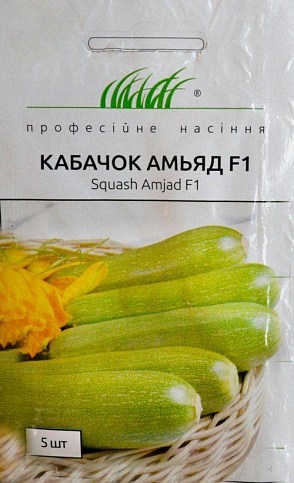 ®
професійне насіння
КАБАЧОК АМЬЯД F1
Squash Amjad F1
5 шт